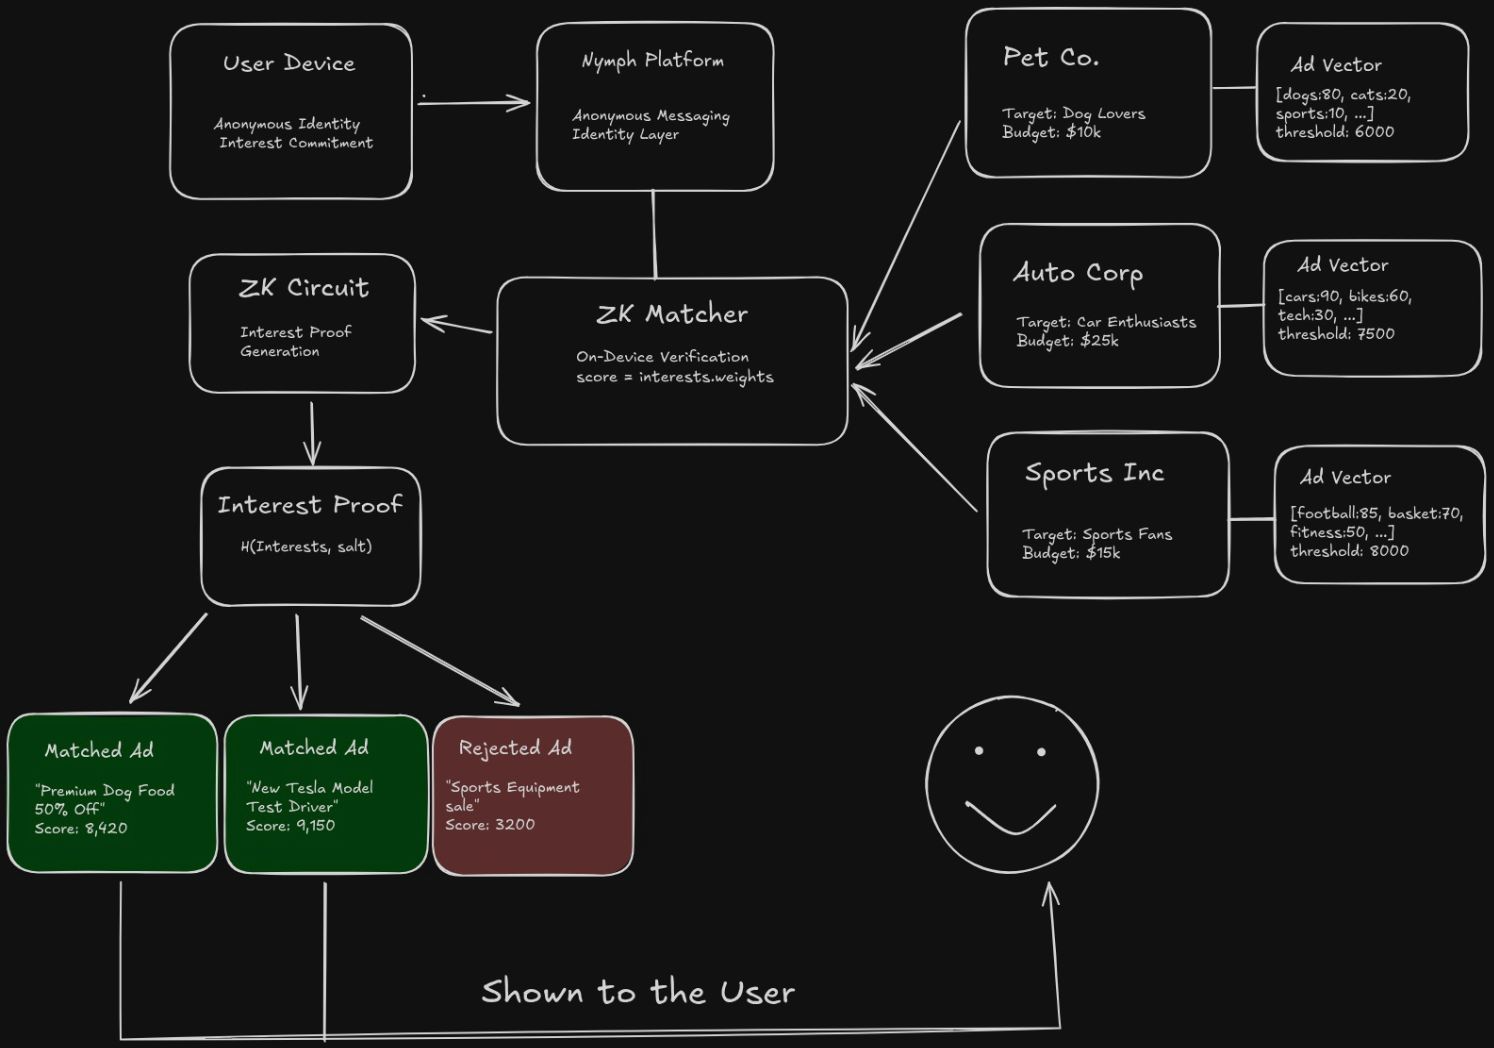 User Device
Anonymous Identity
Interest Commitment
Nymph Platform
Anonymous Messaging
Identity Layer
Pet Co.
Target: Dog Lovers
Budget: $10k
Ad Vector
[dogs:80, cats:20,
sports:10, ...]
threshold: 6000
ZK Circuit
Interest Proof
Generation
ZK Matcher
On-Device Verification
score = interests.weights
Auto Corp
Target: Car Enthusiasts
Budget: $25k
Ad Vector
[cars:90, bikes:60,
tech:30, ...]
threshold: 7500
Interest Proof
H(Interests, salt)
Sports Inc
Target: Sports Fans
Budget: $15k
Ad Vector
[football:85, basket:70,
fitness:50, ...]
threshold: 8000
Matched Ad
"Premium Dog Food
50% Off"
Score: 8,420
Matched Ad
"New Tesla Model
Test Driver"
Score: 9,150
Rejected Ad
"Sports Equipment
sale"
Score: 3200
Shown to the User